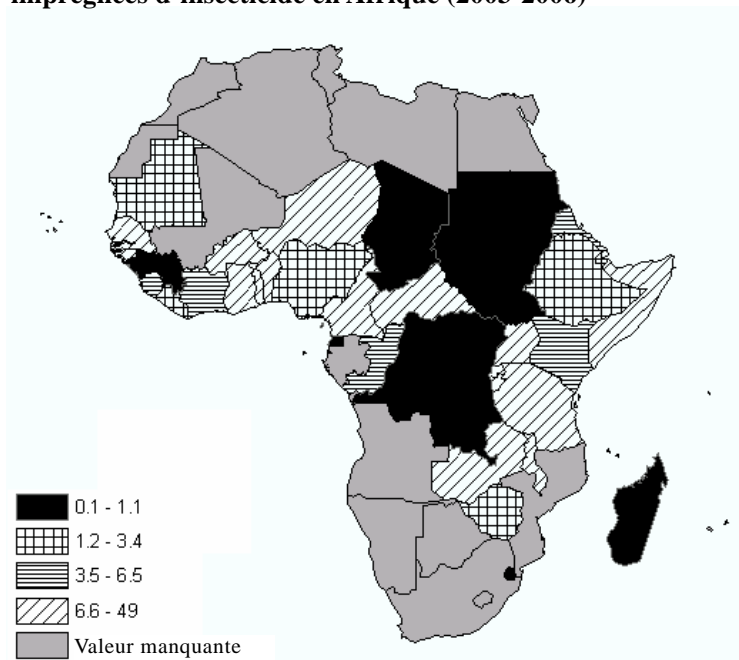 imprégnées d'insecticide en Afrique (2005-2006)
0.1 - 1.1
1.2 - 3.4
3.5 - 6.5
6.6 - 49
Valeur manquante